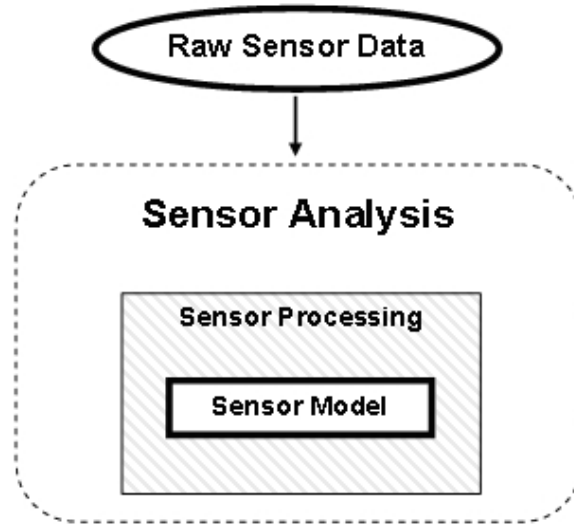 Raw Sensor Data
Sensor Analysis
Sensor Processing
Sensor Model